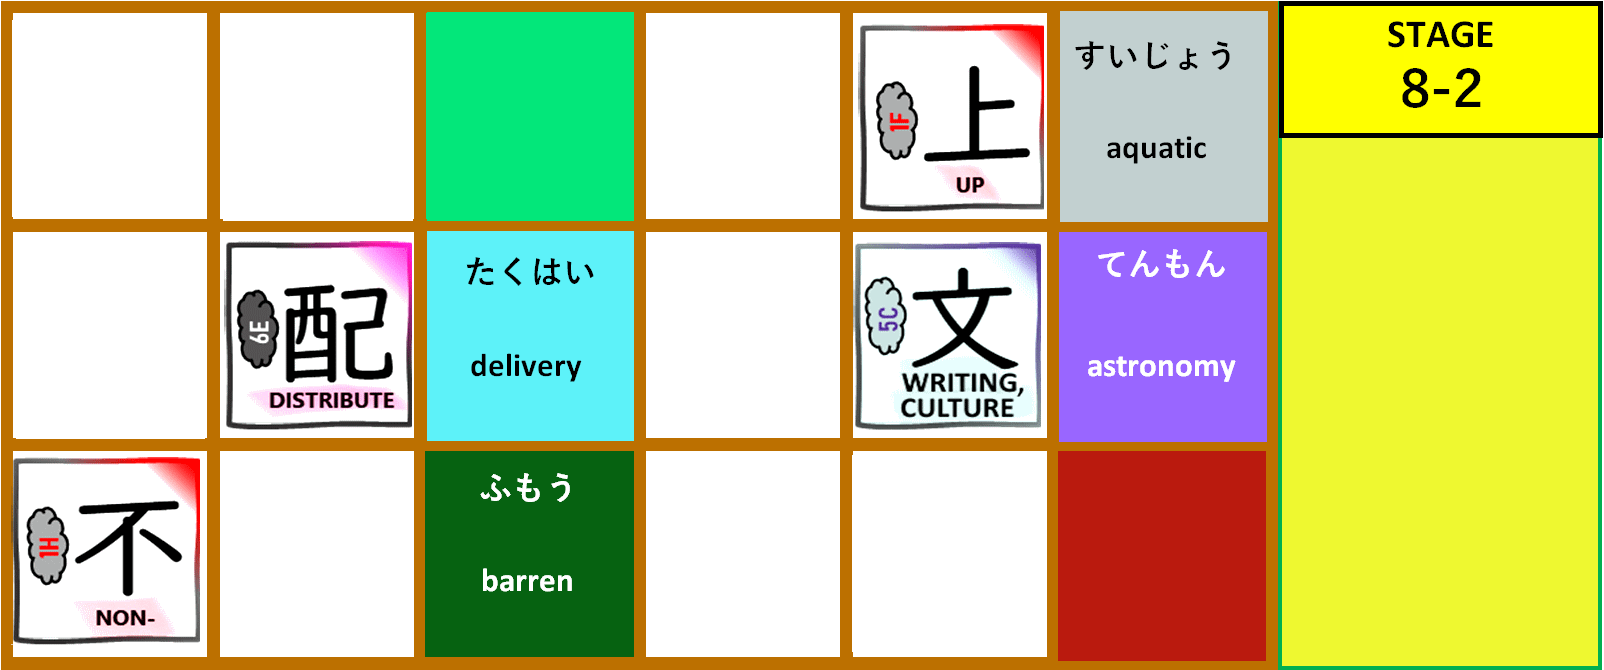 1F
上
UP
すいじょう
aquatic
STAGE
8-2
6E
配
DISTRIBUTE
たくはい
delivery
5C
文
WRITING,
CULTURE
てんもん
astronomy
1H
不
NON-
ふもう
barren